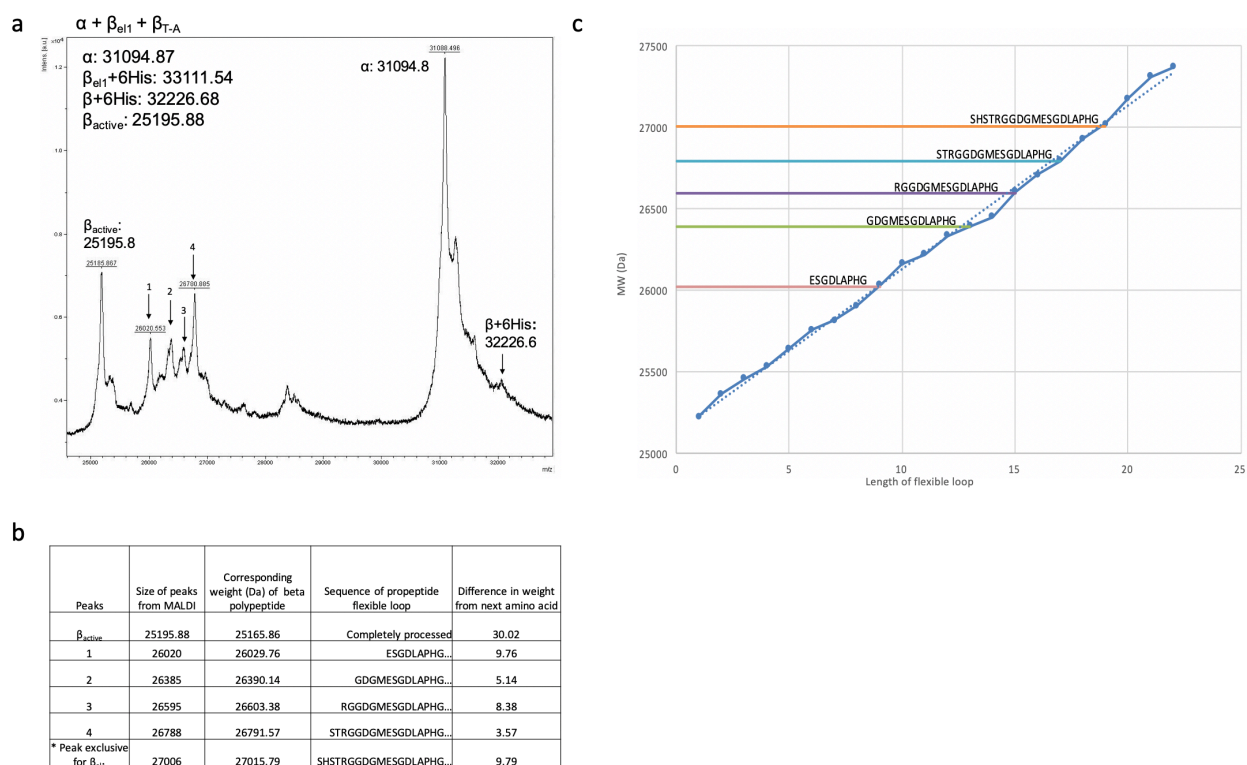 a
α + βel1 + βT-A
Intens. [a.u.]
x10⁴
α: 31094.87
βel1+6His: 33111.54
β+6His: 32226.68
βactive: 25195.88
31088.496
α: 31094.8
1.2
1.0
0.8
0.6
0.4
βactive:
25195.8
1
26020.553
2
3
4
β+6His:
32226.6
25000
26000
27000
28000
29000
30000
31000
32000
m/z
c
27500
27000
26500
26000
25500
25000
MW (Da)
SHSTRGGDGMESGDLAPHG
STRGGDGMESGDLAPHG
RGGDGMESGDLAPHG
GDGMESGDLAPHG
ESGDLAPHG
0
5
10
15
20
25
Length of flexible loop
b
Peaks
Size of peaks
from MALDI
Corresponding
weight (Da) of beta
polypeptide
Sequence of propeptide
flexible loop
Difference in weight
from next amino acid
βactive 25195.88 25165.86 Completely processed 30.02
1 26020 26029.76 ESGDLAPHG... 9.76
2 26385 26390.14 GDGMESGDLAPHG... 5.14
3 26595 26603.38 RGGDGMESGDLAPHG... 8.38
4 26788 26791.57 STRGGDGMESGDLAPHG... 3.57
* Peak exclusive
for β 27006 27015.79 SHSTRGGDGMESGDLAPHG... 9.79